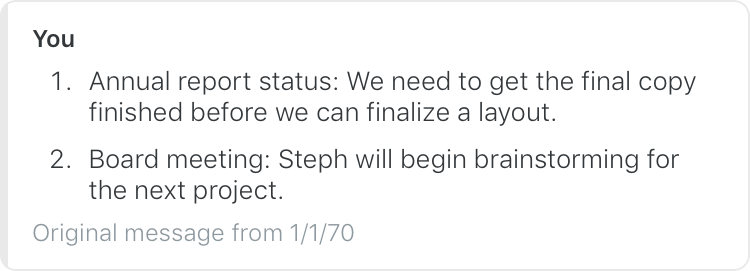 You
1. Annual report status: We need to get the final copy
finished before we can finalize a layout.
2. Board meeting: Steph will begin brainstorming for
the next project.
Original message from 1/1/70